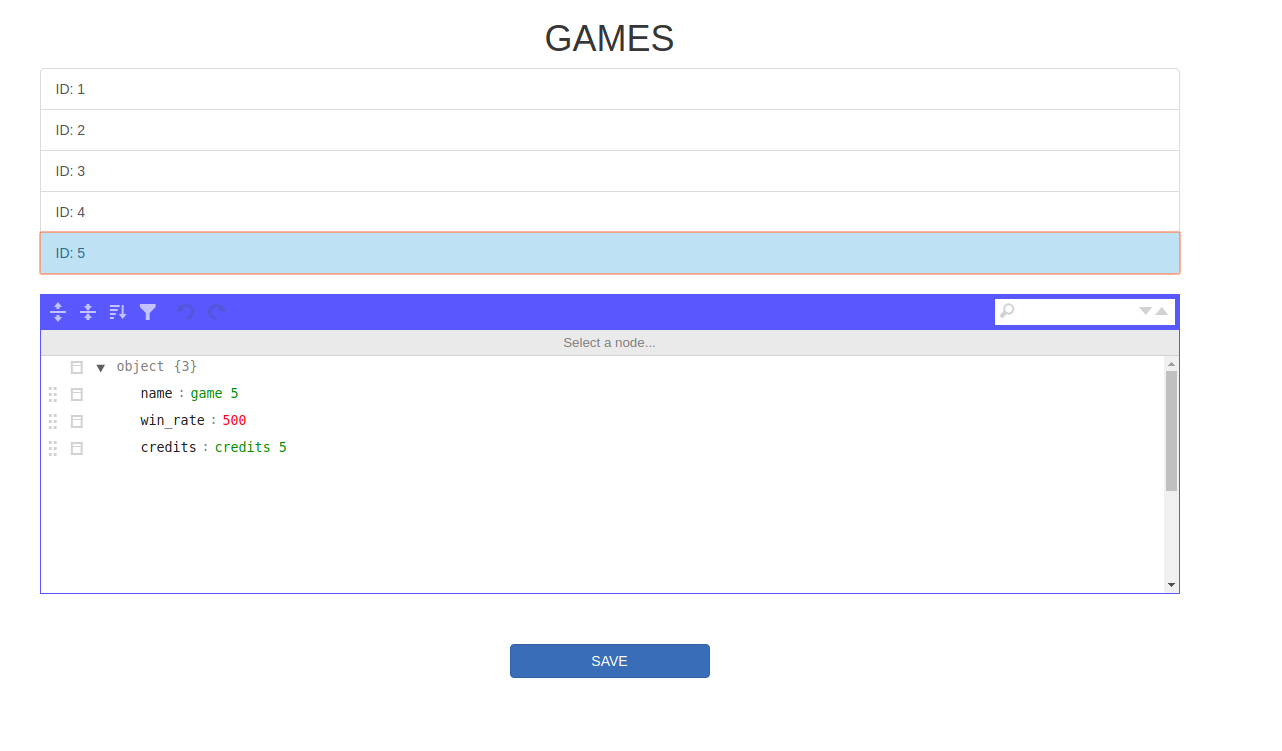 GAMES
ID: 1
ID: 2
ID: 3
ID: 4
ID: 5
Select a node...
object {3}
name : game 5
win_rate : 500
credits : credits 5
SAVE